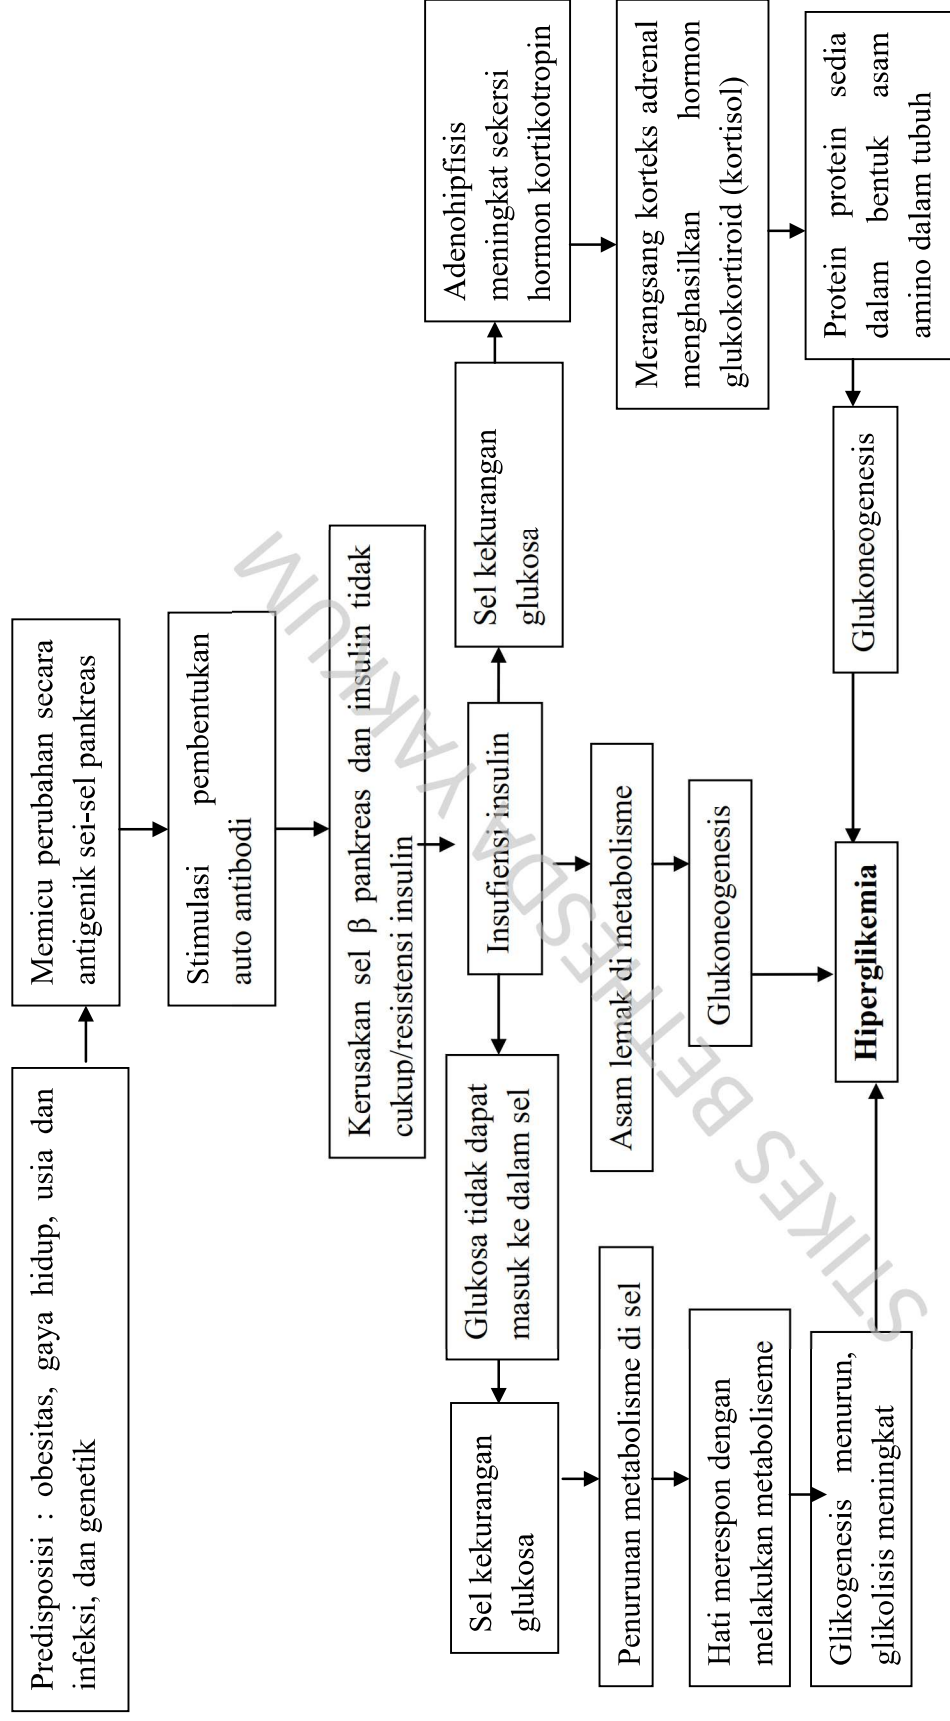 Predisposisi : obesitas, gaya hidup, usia dan
infeksi, dan genetik
Memicu perubahan secara
antigenik sei-sel pankreas
Stimulasi pembentukan
auto antibodi
Kerusakan sel β pankreas dan insulin tidak
cukup/resistensi insulin
Insufiensi insulin
Glukosa tidak dapat
masuk ke dalam sel
Sel kekurangan
glukosa
Penurunan metabolisme di sel
Hati merespon dengan
melakukan metaboliseme
Glikogenesis menurun,
glikolisis meningkat
Asam lemak di metabolisme
Glukoneogenesis
Hiperglikemia
Sel kekurangan
glukosa
Adenohipfisis
meningkat sekersi
hormon kortikotropin
Merangsang korteks adrenal
menghasilkan hormon
glukokortiroid (kortisol)
Protein protein sedia
dalam bentuk asam
amino dalam tubuh
Glukoneogenesis
STIKES BETHESDA YAKKUM